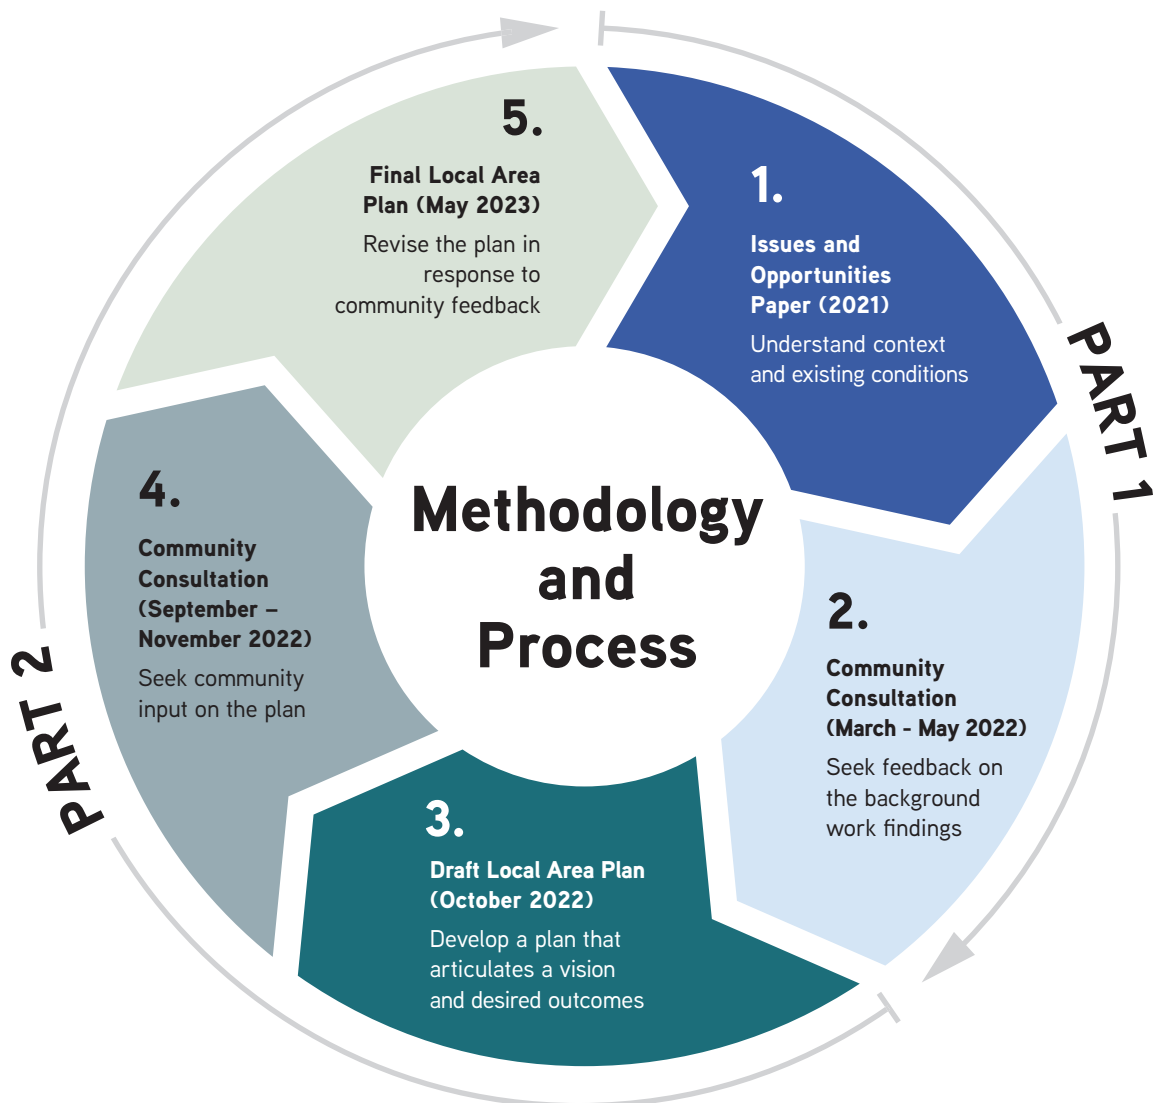 Methodology
and
Process
PART 1
1.
Issues and
Opportunities
Paper (2021)
Understand context
and existing conditions
2.
Community
Consultation
(March - May 2022)
Seek feedback on
the background
work findings
PART 2
3.
Draft Local Area Plan
(October 2022)
Develop a plan that
articulates a vision
and desired outcomes
4.
Community
Consultation
(September –
November 2022)
Seek community
input on the plan
5.
Final Local Area
Plan (May 2023)
Revise the plan in
response to
community feedback